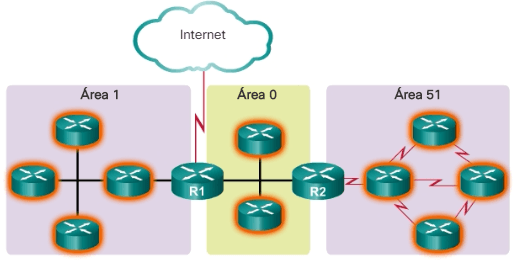 Internet
Área 1
Área 0
Área 51
R1
R2